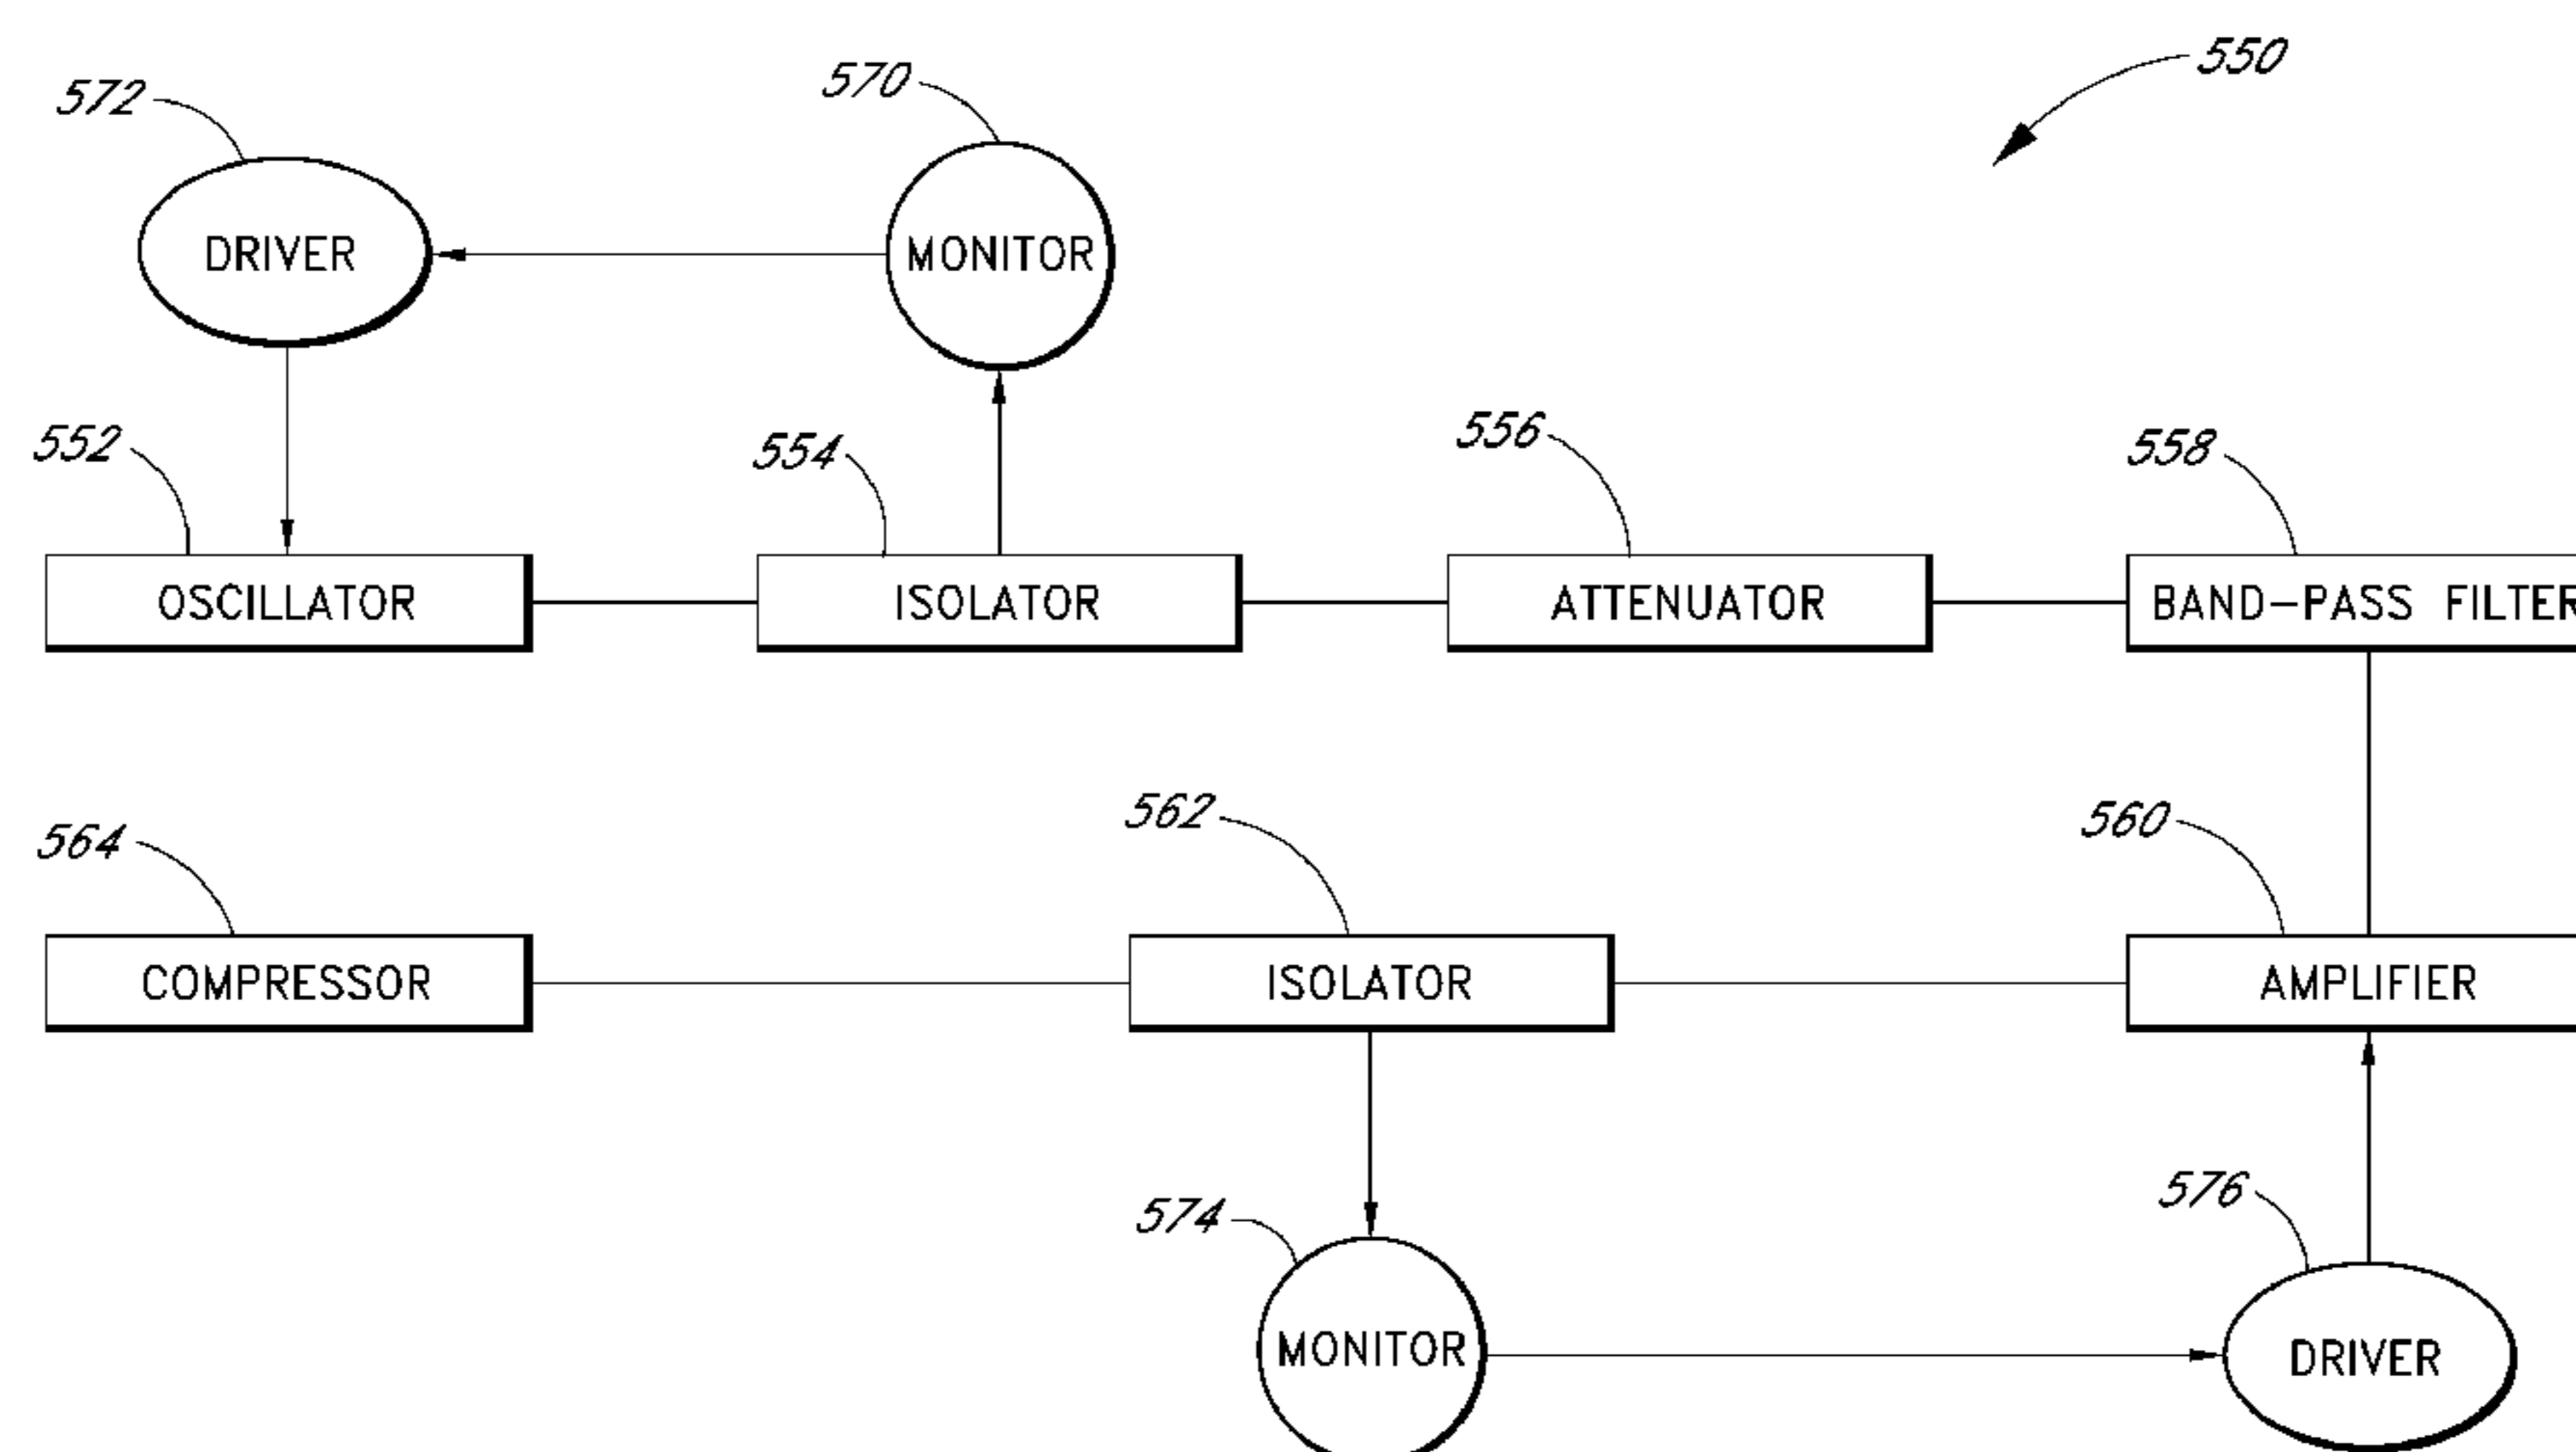 550
572
570
DRIVER
MONITOR
552
554
556
558
OSCILLATOR
ISOLATOR
ATTENUATOR
BAND-PASS FILTER
564
562
560
COMPRESSOR
ISOLATOR
AMPLIFIER
574
576
MONITOR
DRIVER